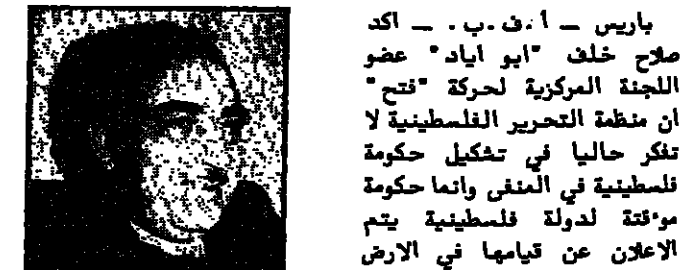 باريس ـ أ.ف.ب. ـ اكد
صلاح خلف "ابو اياد" عضو
اللجنة المركزية لحركة "فتح"
ان منظمة التحرير الفلسطينية لا
تفكر حاليا في تشكيل حكومة
فلسطينية في المنفى وانما حكومة
موءقتة لدولة فلسطينية يتم
الاعلان عن قيامها في الارض